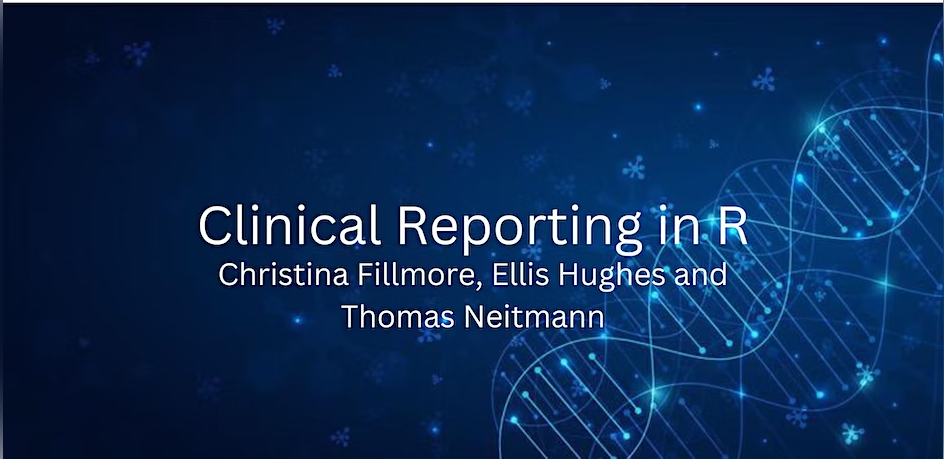 Clinical Reporting in R
Christina Fillmore, Ellis Hughes and
Thomas Neitmann